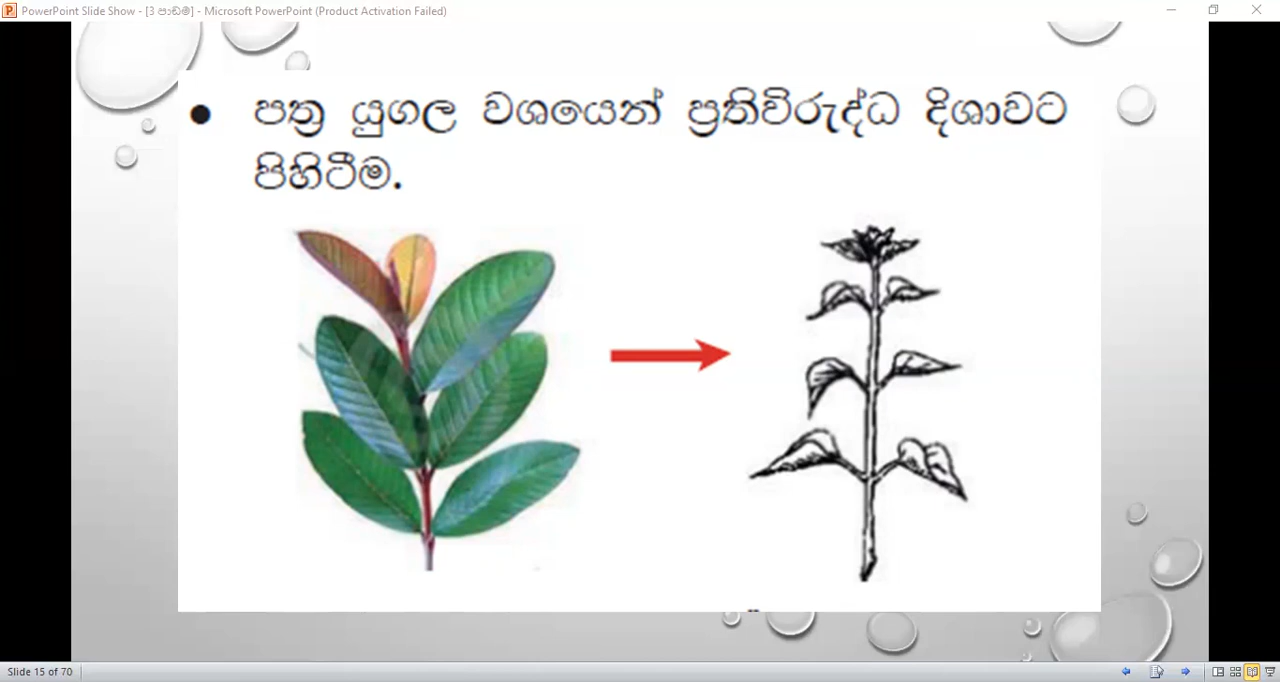 PowerPoint Slide Show - [3 පාඩම] - Microsoft PowerPoint (Product Activation Failed)
● පත්‍ර යුගල වශයෙන් ප්‍රතිවිරුද්ධ දිශාවට
පිහිටීම.
Slide 15 of 70